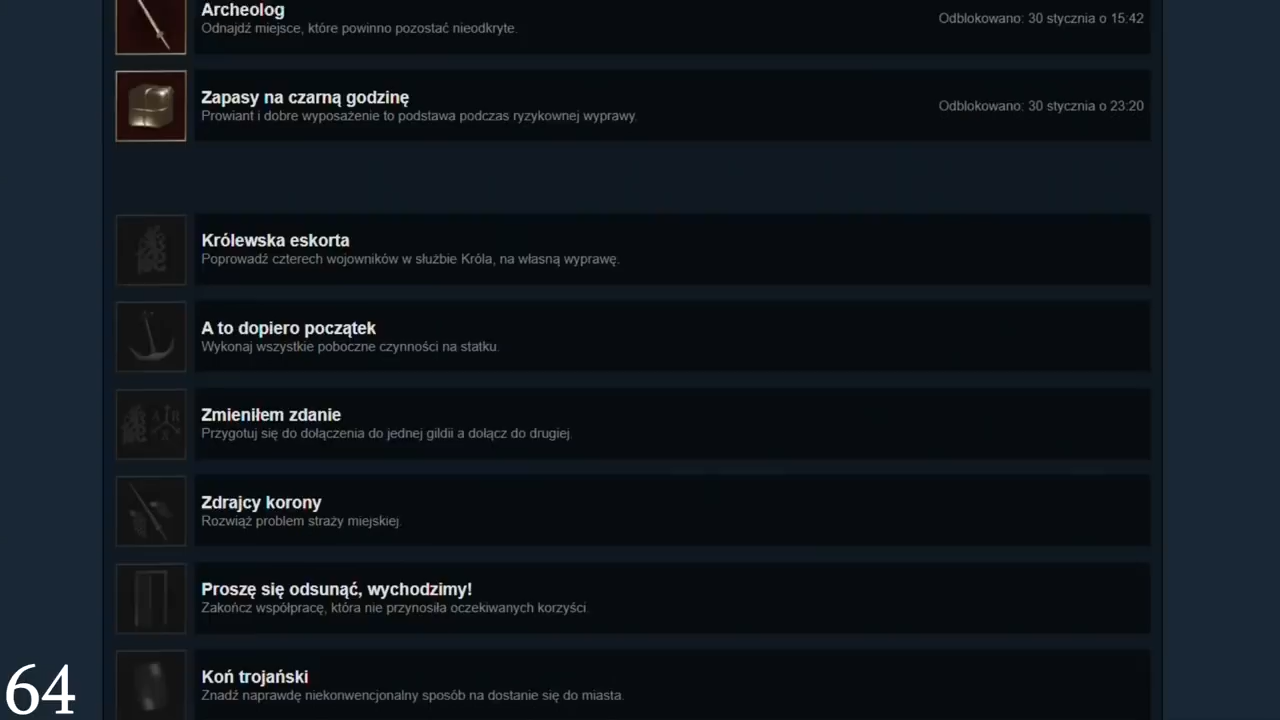 Archeolog
Odnajdź miejsce, które powinno pozostać nieodkryte.
Odblokowano: 30 stycznia o 15:42
Zapasy na czarną godzinę
Prowiant i dobre wyposażenie to podstawa podczas ryzykownej wyprawy.
Odblokowano: 30 stycznia o 23:20
Królewska eskorta
Poprowadź czterech wojowników w służbie Króla, na własną wyprawę.
A to dopiero początek
Wykonaj wszystkie poboczne czynności na statku.
Zmieniłem zdanie
Przygotuj się do dołączenia do jednej gildii a dołącz do drugiej.
Zdrajcy korony
Rozwiąż problem straży miejskiej.
Proszę się odsunąć, wychodzimy!
Zakończ współpracę, która nie przynosiła oczekiwanych korzyści.
Koń trojański
Znadź naprawdę niekonwencjonalny sposób na dostanie się do miasta.
64